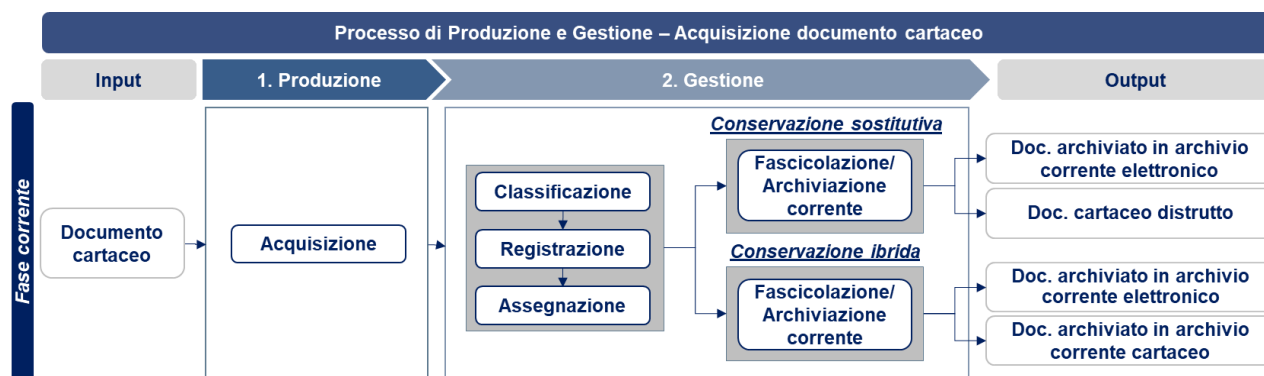 Processo di Produzione e Gestione – Acquisizione documento cartaceo
Input
1. Produzione
2. Gestione
Output
Fase corrente
Documento
cartaceo
Acquisizione
Classificazione
Registrazione
Assegnazione
Conservazione sostitutiva
Fascicolazione/
Archiviazione
corrente
Conservazione ibrida
Fascicolazione/
Archiviazione
corrente
Doc. archiviato in archivio
corrente elettronico
Doc. cartaceo distrutto
Doc. archiviato in archivio
corrente elettronico
Doc. archiviato in archivio
corrente cartaceo